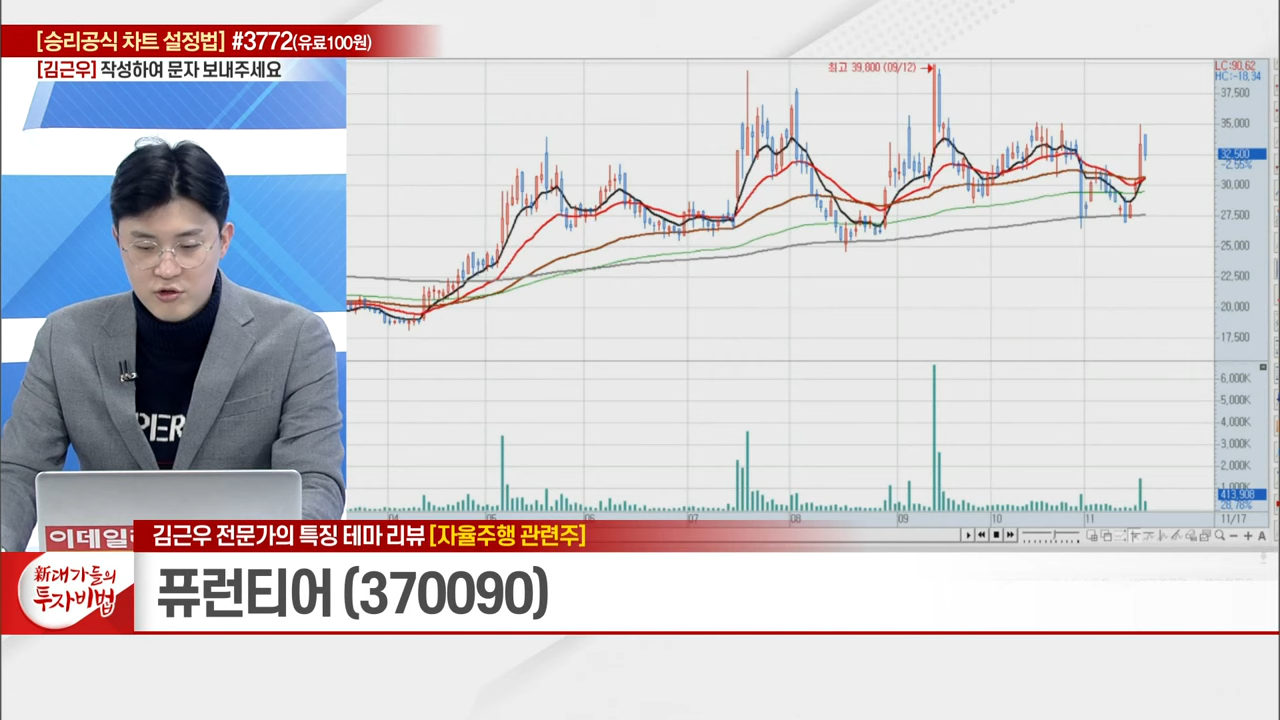 [승리공식 차트 설정법] #3772(유료100원)
[김근우] 작성하여 문자 보내주세요
최고 39,800 (09/12)
LC:90.62
HC:-18.34
37,500
35,000
32,500
30,000
27,500
25,000
22,500
20,000
17,500
6,000K
5,000K
4,000K
3,000K
2,000K
1,000K
413,908
28.78%
04
05
06
07
08
09
10
11
11/17
PER
이데일리
김근우 전문가의 특징 테마 리뷰 [자율주행 관련주]
新대가들의
투자비법
퓨런티어 (370090)